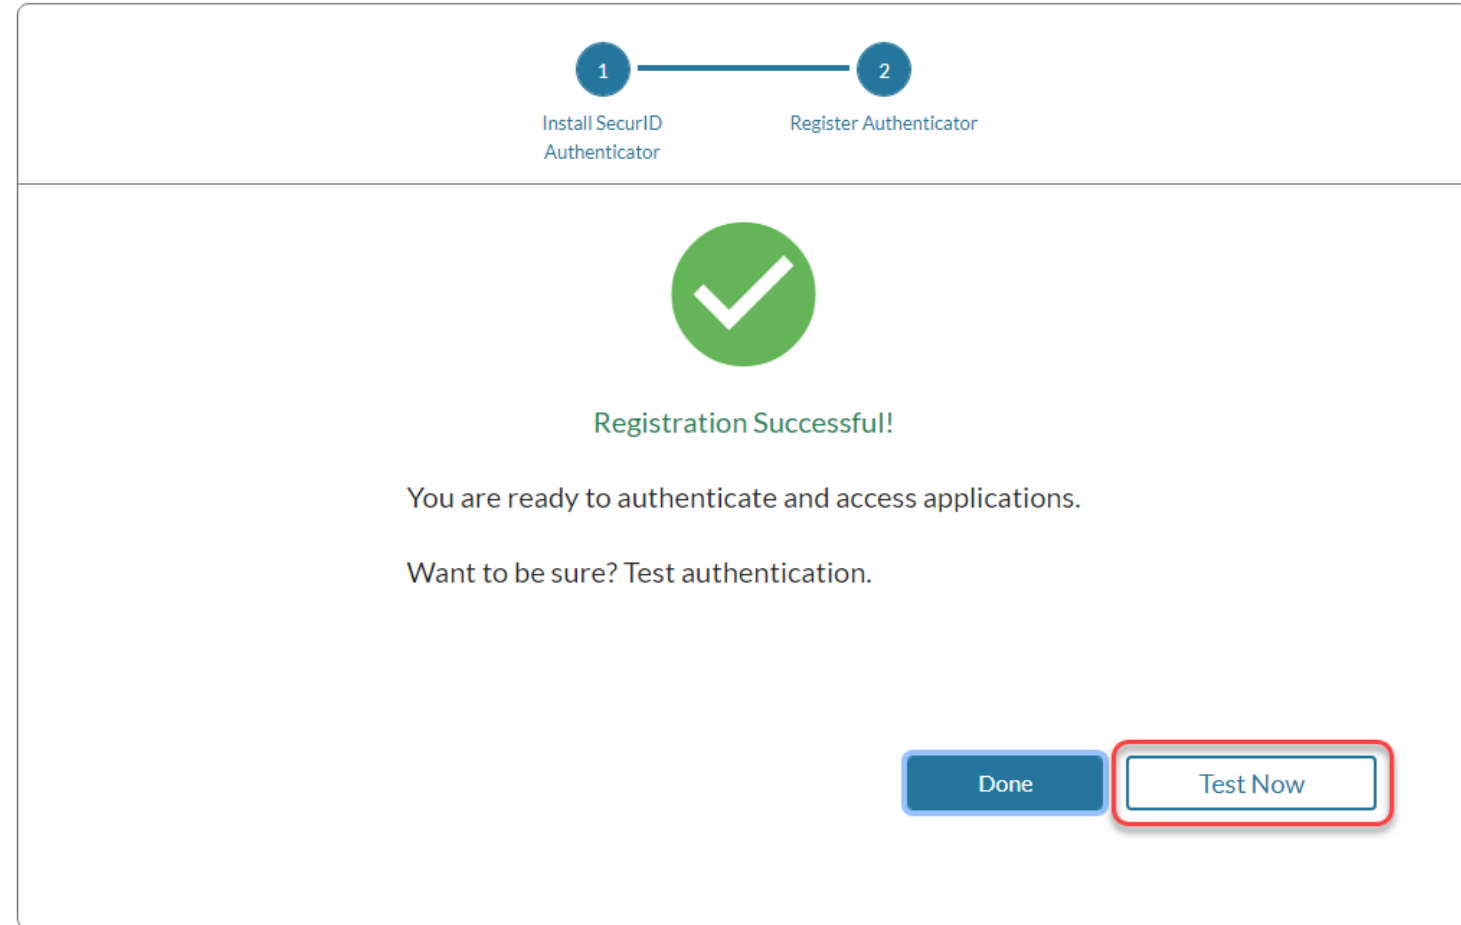 1
2
Install SecurID
Authenticator
Register Authenticator
Registration Successful!
You are ready to authenticate and access applications.
Want to be sure? Test authentication.
Done
Test Now